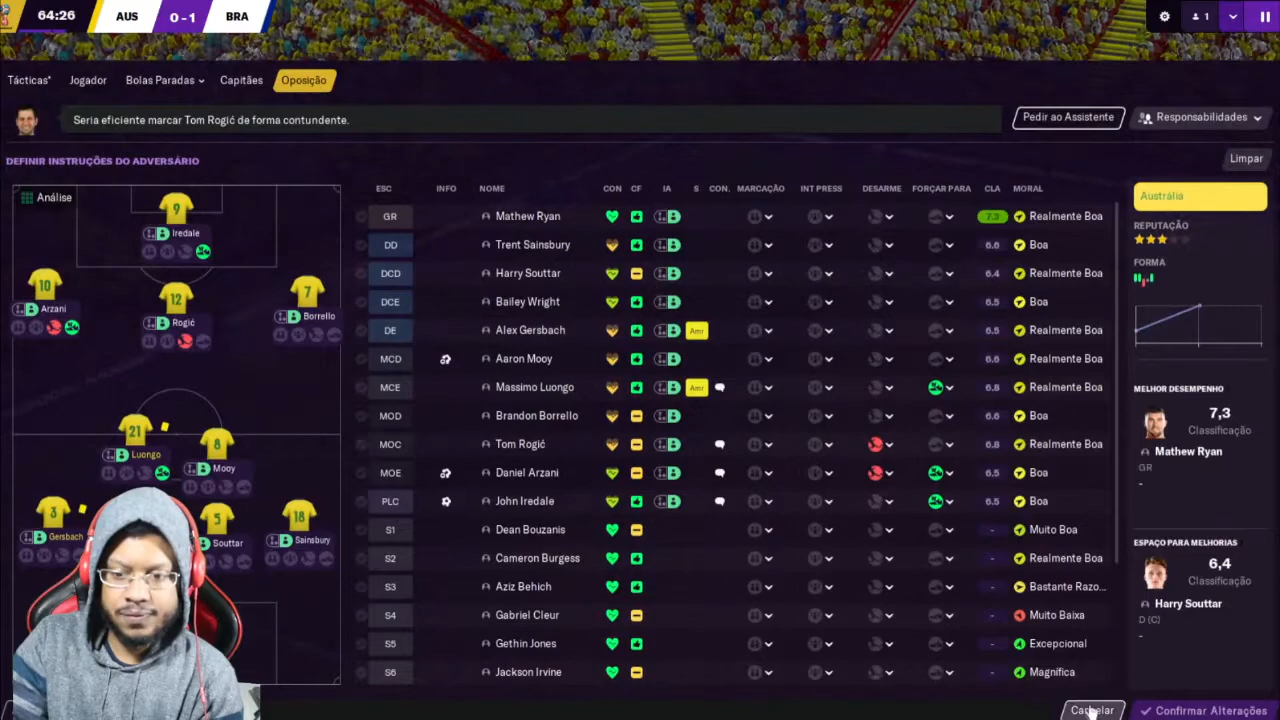 64:26 AUS 0 - 1 BRA
1
Tácticas* Jogador Bolas Paradas Capitães Oposição
Seria eficiente marcar Tom Rogić de forma contundente.
Pedir ao Assistente Responsabilidades
DEFINIR INSTRUÇÕES DO ADVERSÁRIO
Limpar
Análise
9
Iredale
10
Arzani
12
Rogić
7
Borrello
21
Luongo
8
Mooy
3
Gersbach
5
Souttar
18
Sainsbury
ESC INFO NOME CON CF IA S CON. MARCAÇÃO INT PRESS DESARME FORÇAR PARA CLA MORAL
GR Mathew Ryan 7.3 Realmente Boa
DD Trent Sainsbury 6.6 Boa
DCD Harry Souttar 6.4 Realmente Boa
DCE Bailey Wright 6.5 Boa
DE Alex Gersbach Amr 6.5 Realmente Boa
MCD Aaron Mooy 6.6 Realmente Boa
MCE Massimo Luongo Amr 6.8 Realmente Boa
MOD Brandon Borrello 6.6 Boa
MOC Tom Rogić 6.8 Realmente Boa
MOE Daniel Arzani 6.5 Boa
PLC John Iredale 6.5 Boa
S1 Dean Bouzanis - Muito Boa
S2 Cameron Burgess - Realmente Boa
S3 Aziz Behich - Bastante Razo...
S4 Gabriel Cleur - Muito Baixa
S5 Gethin Jones - Excepcional
S6 Jackson Irvine - Magnífica
Austrália
REPUTAÇÃO
FORMA
MELHOR DESEMPENHO
7,3
Classificação
Mathew Ryan
GR
-
ESPAÇO PARA MELHORIAS
6,4
Classificação
Harry Souttar
D (C)
-
Cancelar Confirmar Alterações